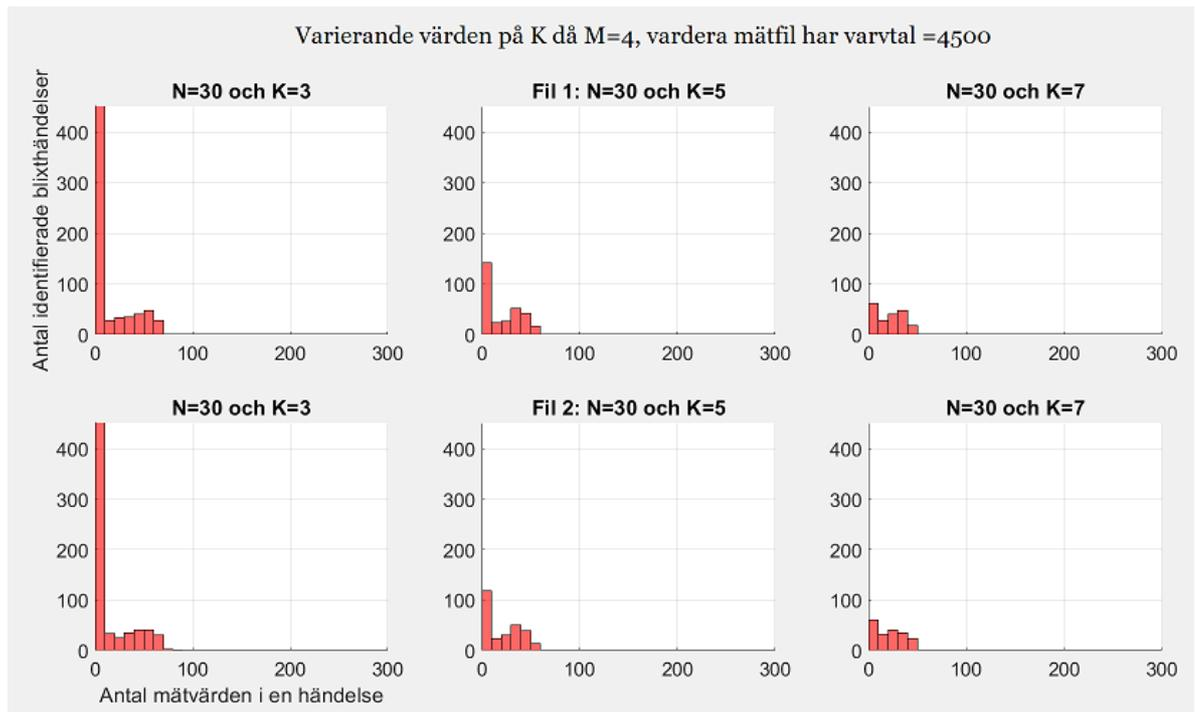 Varierande värden på K då M=4, vardera mätfil har varvtal =4500
Antal identifierade blixthändelser
N=30 och K=3
400
300
200
100
0
0 100 200 300
Fil 1: N=30 och K=5
400
300
200
100
0
0 100 200 300
N=30 och K=7
400
300
200
100
0
0 100 200 300
N=30 och K=3
400
300
200
100
0
0 100 200 300
Antal mätvärden i en händelse
Fil 2: N=30 och K=5
400
300
200
100
0
0 100 200 300
N=30 och K=7
400
300
200
100
0
0 100 200 300